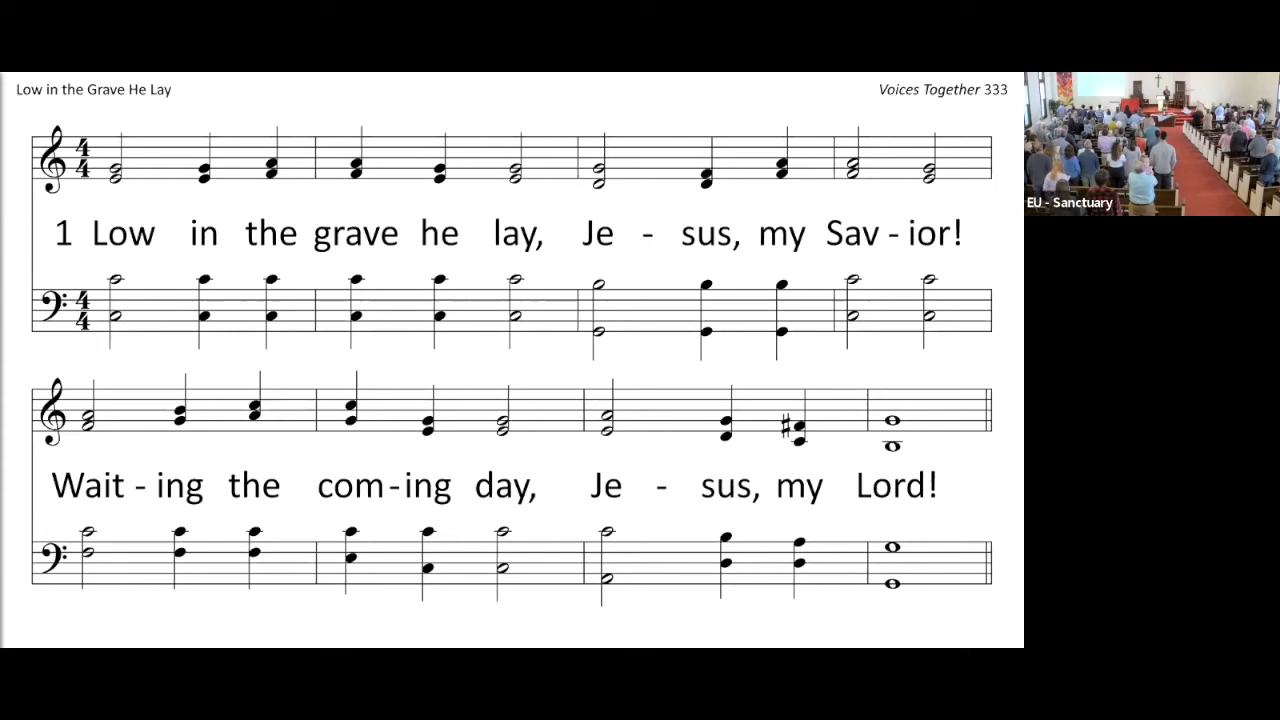 Low in the Grave He Lay
Voices Together 333
EU - Sanctuary
1 Low in the grave he lay, Je - sus, my Sav - ior!
Wait - ing the com - ing day, Je - sus, my Lord!